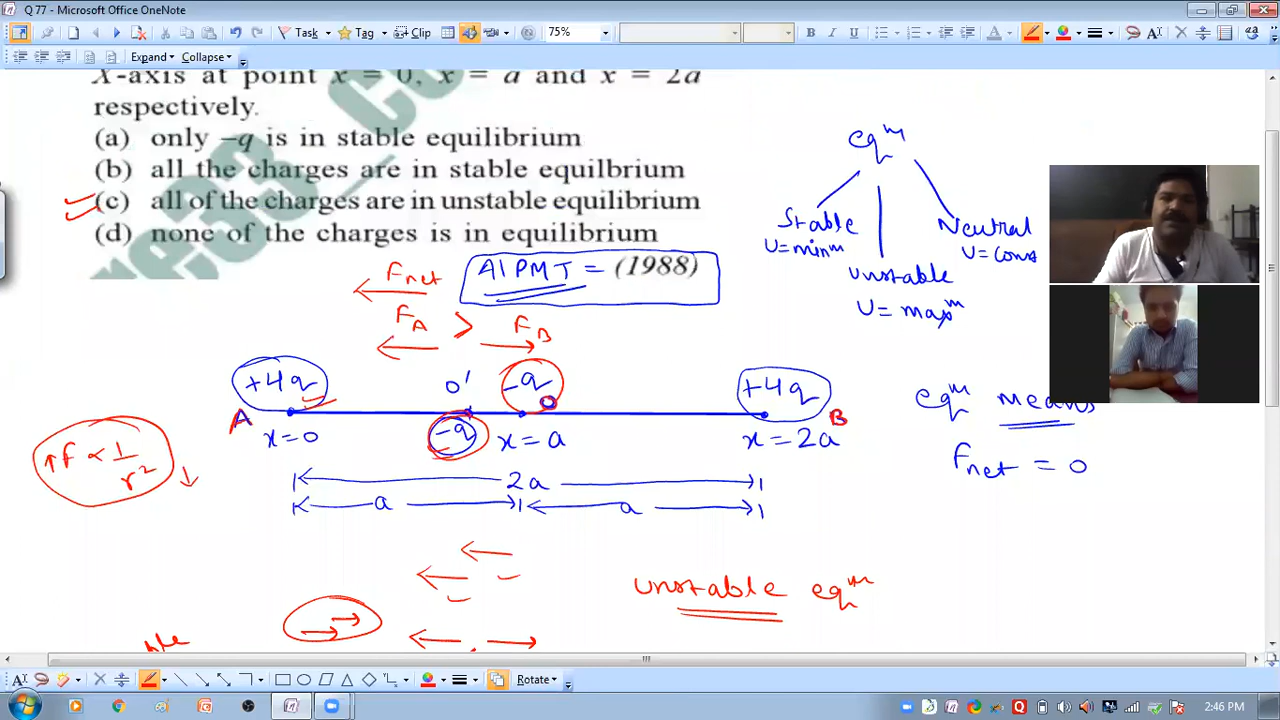 Q 77 - Microsoft Office OneNote
Task
Tag
Clip
75%
B I U
Expand Collapse
X-axis at point x = 0, x = a and x = 2a
respectively.
(a) only –q is in stable equilibrium
(b) all the charges are in stable equilbrium
(c) all of the charges are in unstable equilibrium
(d) none of the charges is in equilibrium
AIPMT = (1988)
eqᵐ
Stable
U=minᵐ
unstable
U = maxᵐ
Neutral
U=const
Fnet
FA > FB
+4q
O'
-q
O
+4q
A
-q
B
x=0
x=a
x=2a
2a
a
a
↑F ∝ 1/r² ↓
eqᵐ means
Fnet = 0
unstable eqᵐ
Rotate
2:46 PM